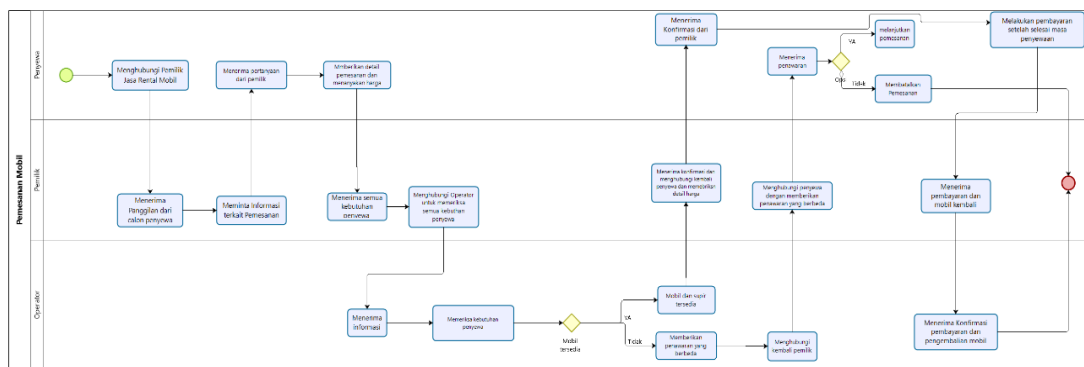 Pemesanan Mobil
Penyewa
Menghubungi Pemilik
Jasa Rental Mobil
Menerima pertanyaan
dari pemilik
Mmberikan detail
pemesanan dan
menanyakan harga
Menerima
Konfirmasi dari
pemilik
Menerima
penawaran
Opo
YA
melanjutkan
pemesanan
Tidak
Membatalkan
Pemesanan
Melakukan pembayaran
setelah selesai masa
penyewaan
Pemilik
Menerima
Panggilan dari
calon penyewa
Meminta Informasi
terkait Pemesanan
Menerima semua
kebutuhan
penyewa
Menghubungi Operator
untuk memeriksa
semua kebutuhan
penyewa
Menerima konfirmasi dan
menghubungi kembali
penyewa dan memberikan
detail harga
Menghubungi penyewa
dengan memberikan
penawaran yang berbeda
Menerima
pembayaran dan
mobil kembali
Operator
Menerima
informasi
Memeriksa kebutuhan
penyewa
Mobil
tersedia
YA
Mobil dan supir
tersedia
Tidak
Memberikan
penawaran yang
berbeda
Menghubungi
kembali pemilik
Menerima Konfirmasi
pembayaran dan
pengembalian mobil